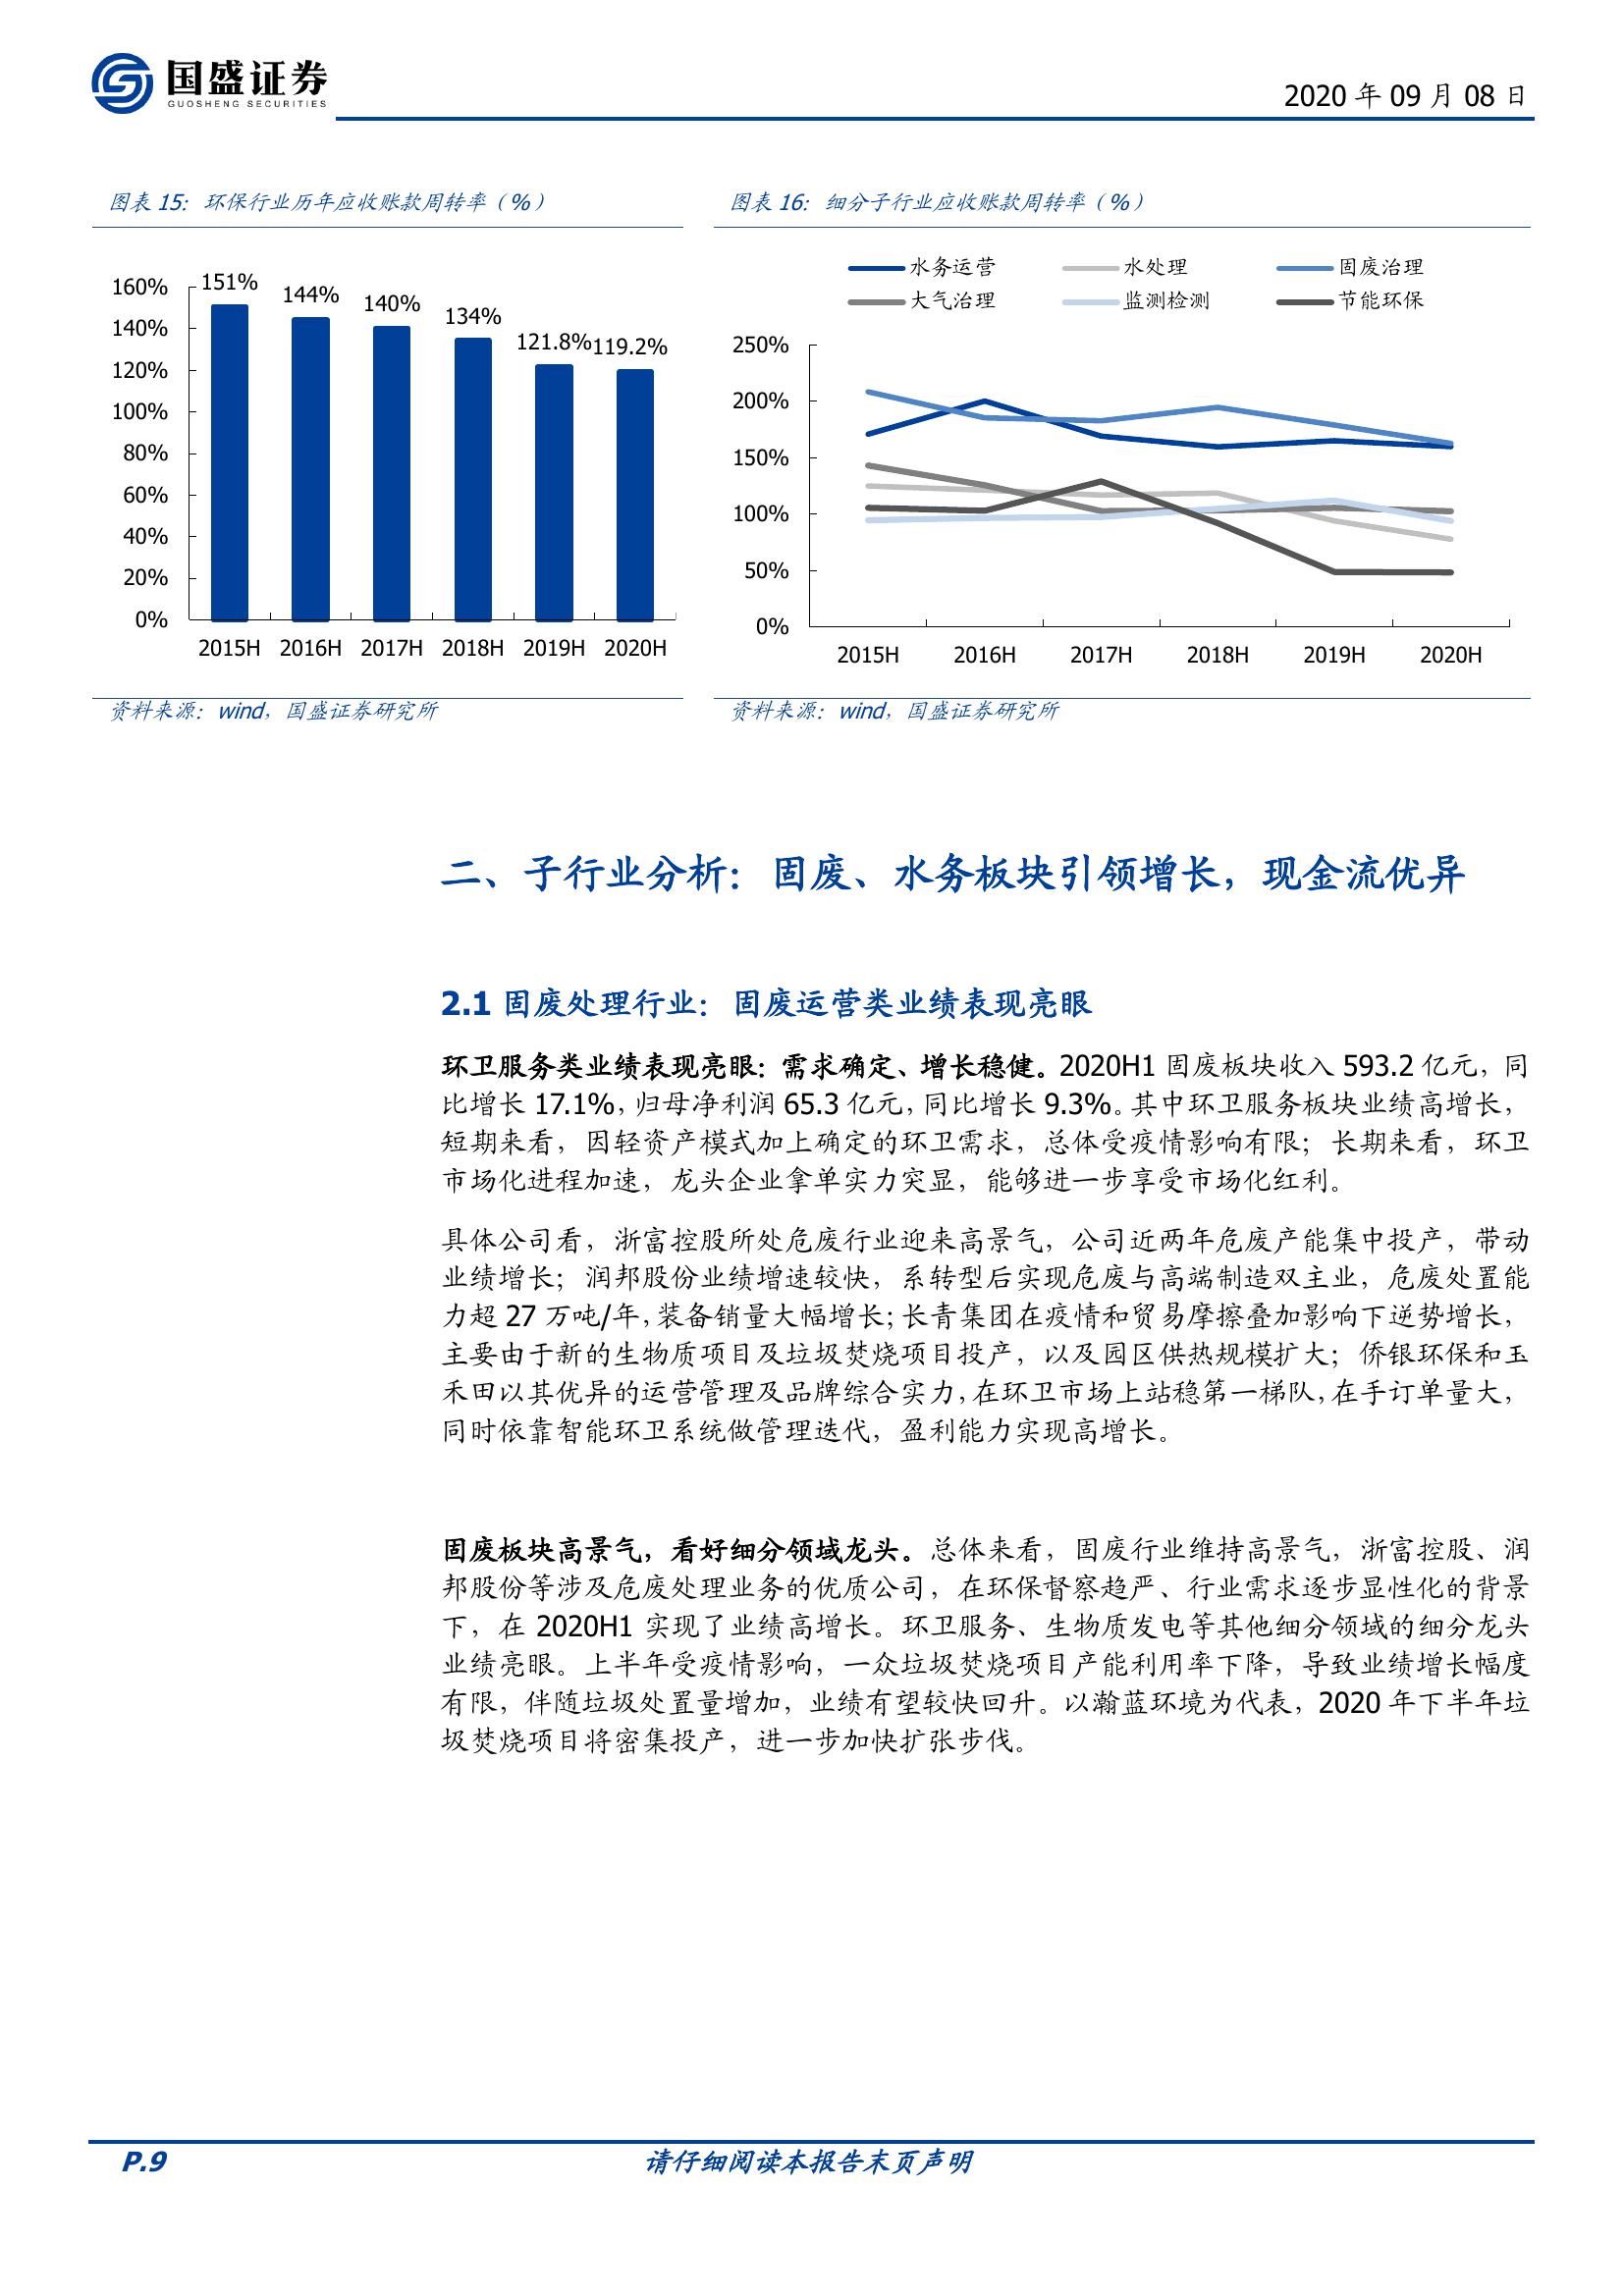 国盛证券
GUOSHENG SECURITIES
2020 年 09 月 08 日
图表 15：环保行业历年应收账款周转率（%）
160%
140%
120%
100%
80%
60%
40%
20%
0%
151%
144%
140%
134%
121.8%
119.2%
2015H 2016H 2017H 2018H 2019H 2020H
资料来源：wind，国盛证券研究所
图表 16：细分子行业应收账款周转率（%）
水务运营 水处理 固废治理
大气治理 监测检测 节能环保
250%
200%
150%
100%
50%
0%
2015H 2016H 2017H 2018H 2019H 2020H
资料来源：wind，国盛证券研究所
二、子行业分析：固废、水务板块引领增长，现金流优异
2.1 固废处理行业：固废运营类业绩表现亮眼
环卫服务类业绩表现亮眼：需求确定、增长稳健。2020H1 固废板块收入 593.2 亿元，同
比增长 17.1%，归母净利润 65.3 亿元，同比增长 9.3%。其中环卫服务板块业绩高增长，
短期来看，因轻资产模式加上确定的环卫需求，总体受疫情影响有限；长期来看，环卫
市场化进程加速，龙头企业拿单实力突显，能够进一步享受市场化红利。
具体公司看，浙富控股所处危废行业迎来高景气，公司近两年危废产能集中投产，带动
业绩增长；润邦股份业绩增速较快，系转型后实现危废与高端制造双主业，危废处置能
力超 27 万吨/年，装备销量大幅增长；长青集团在疫情和贸易摩擦叠加影响下逆势增长，
主要由于新的生物质项目及垃圾焚烧项目投产，以及园区供热规模扩大；侨银环保和玉
禾田以其优异的运营管理及品牌综合实力，在环卫市场上站稳第一梯队，在手订单量大，
同时依靠智能环卫系统做管理迭代，盈利能力实现高增长。
固废板块高景气，看好细分领域龙头。总体来看，固废行业维持高景气，浙富控股、润
邦股份等涉及危废处理业务的优质公司，在环保督察趋严、行业需求逐步显性化的背景
下，在 2020H1 实现了业绩高增长。环卫服务、生物质发电等其他细分领域的细分龙头
业绩亮眼。上半年受疫情影响，一众垃圾焚烧项目产能利用率下降，导致业绩增长幅度
有限，伴随垃圾处置量增加，业绩有望较快回升。以瀚蓝环境为代表，2020 年下半年垃
圾焚烧项目将密集投产，进一步加快扩张步伐。
P.9
请仔细阅读本报告末页声明